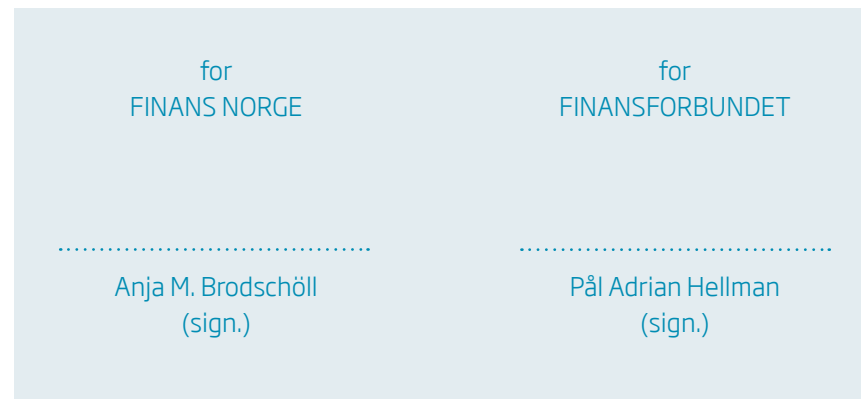 for
FINANS NORGE
Anja M. Brodschöll
(sign.)
for
FINANSFORBUNDET
Pål Adrian Hellman
(sign.)